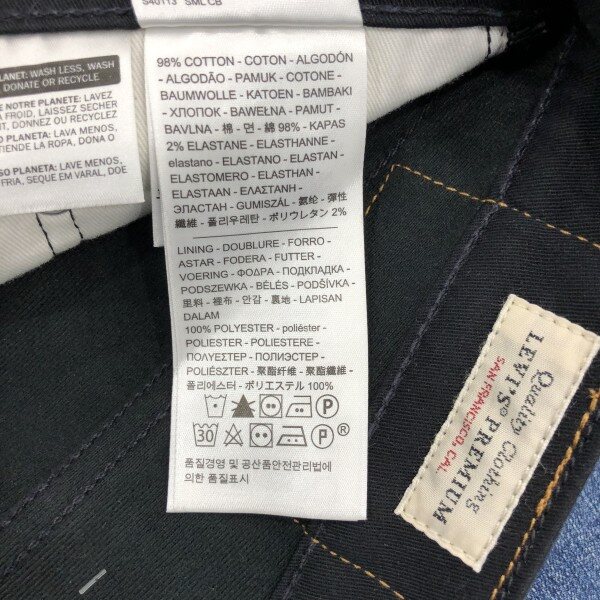 S40113 SML CB
98% COTTON - COTON - ALGODÓN
- ALGODÃO - PAMUK - COTONE -
BAUMWOLLE - KATOEN - BAMBAKI
- ХЛОПОК - BAWEŁNA - PAMUT -
BAVLNA - 棉 - 면 - 綿 98% - KAPAS
2% ELASTANE - ÉLASTHANNE -
elastano - ELASTANO - ELASTAN -
ELASTOMERO - ELASTHAN -
ELASTAAN - ΕΛΑΣΤΑΝΗ -
ЭЛАСТАН - GUMISZÁL - 氨纶 - 彈性
纖維 - 폴리우레탄 - ポリウレタン 2%
LINING - DOUBLURE - FORRO -
ASTAR - FODERA - FUTTER -
VOERING - ΦΟΔΡΑ - ПОДКЛАДКА -
PODSZEWKA - BÉLÉS - PODŠÍVKA -
里料 - 裡布 - 안감 - 裏地 - LAPISAN
DALAM
100% POLYESTER - poliéster -
POLIESTER - POLIESTERE -
ΠΟΛΥΕΣΤΕΡ - ПОЛИЭСТЕР -
POLIÉSZTER - 聚酯纤维 - 聚酯纖維 -
폴리에스터 - ポリエステル 100%
30
P
P®
품질경영 및 공산품안전관리법에
의한 품질표시
PLANET: WASH LESS, WASH
DONATE OR RECYCLE
E NOTRE PLANETE: LAVEZ
A FROID, LAISSEZ SECHER
PLANETA: LAVA MENOS,
TIENDE LA ROPA, DONA O
SO PLANETA: LAVE MENOS,
FRIA, SEQUE EM VARAL, DOE
Quality Clothing
LEVI'S® PREMIUM
SAN FRANCISCO, CAL.